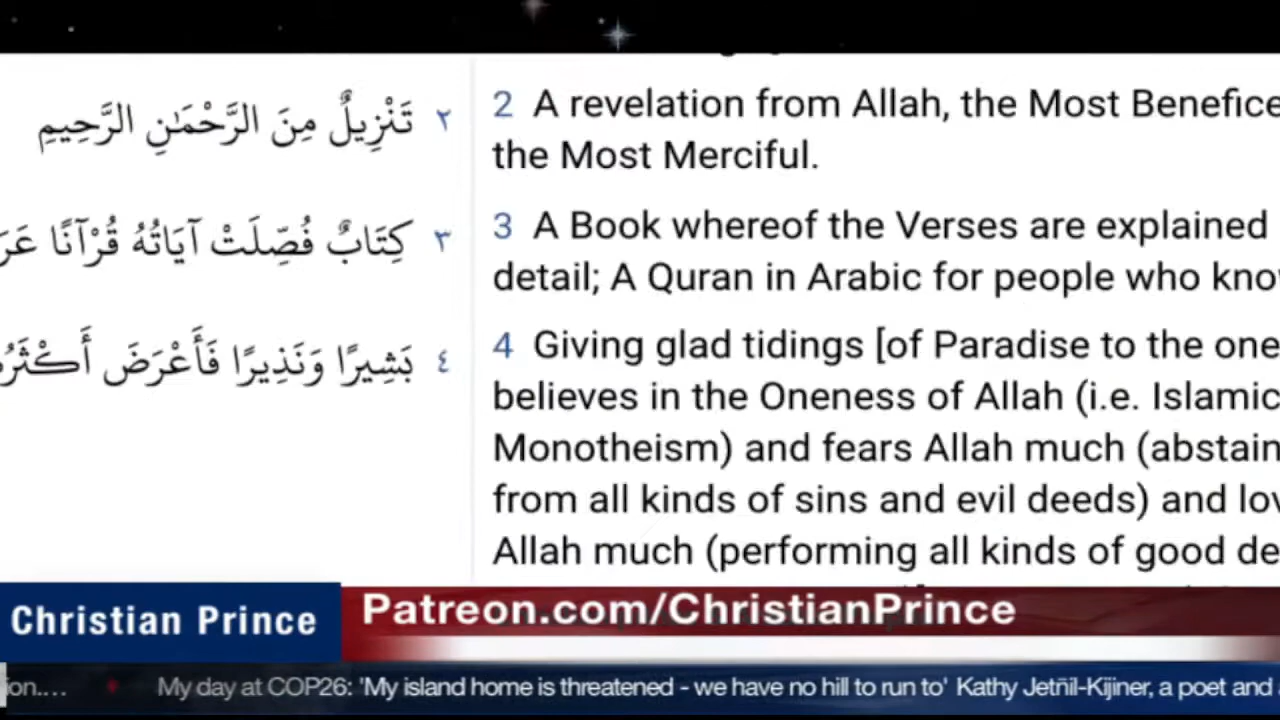 ٢ تَنْزِيلٌ مِنَ الرَّحْمَٰنِ الرَّحِيمِ
2 A revelation from Allah, the Most Benefice
the Most Merciful.
٣ كِتَابٌ فُصِّلَتْ آيَاتُهُ قُرْآنًا عَرَ
3 A Book whereof the Verses are explained
detail; A Quran in Arabic for people who kno
٤ بَشِيرًا وَنَذِيرًا فَأَعْرَضَ أَكْثَرُ
4 Giving glad tidings [of Paradise to the one
believes in the Oneness of Allah (i.e. Islamic
Monotheism) and fears Allah much (abstain
from all kinds of sins and evil deeds) and lov
Allah much (performing all kinds of good de
Christian Prince
Patreon.com/ChristianPrince
ion....
My day at COP26: 'My island home is threatened - we have no hill to run to' Kathy Jetñil-Kijiner, a poet and